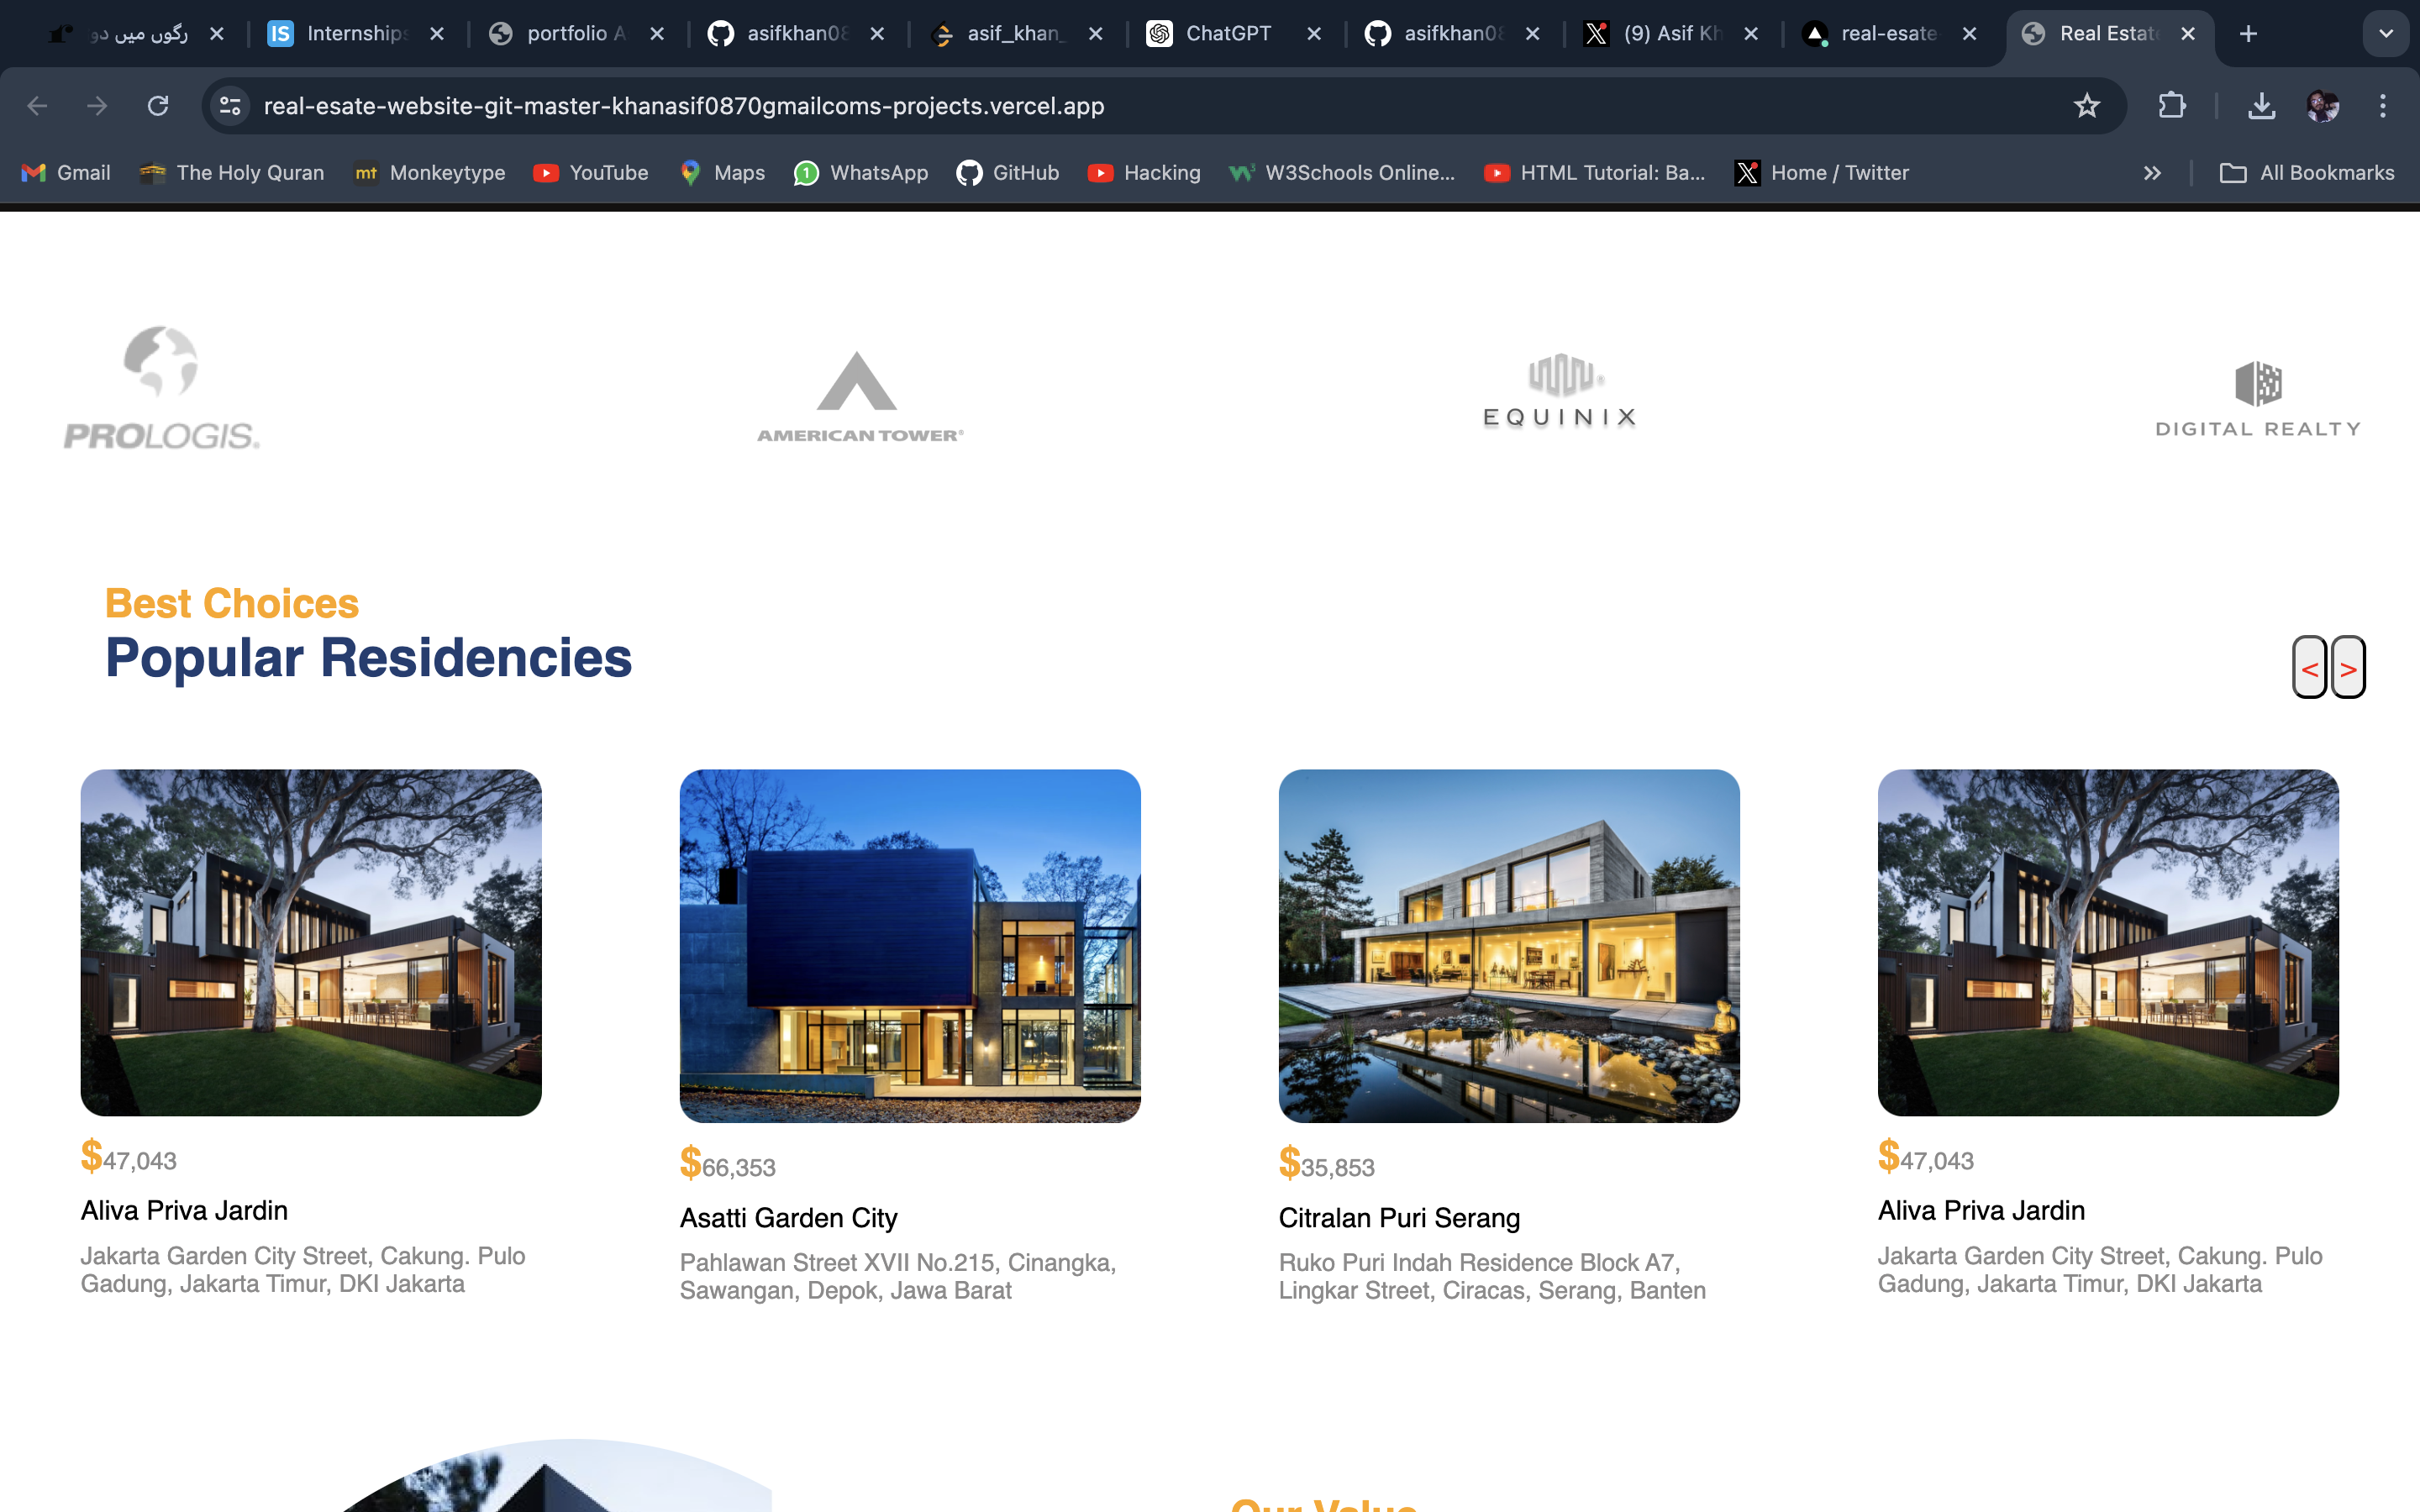 رگوں میں دو
Internships
portfolio A
asifkhan08
asif_khan_
ChatGPT
asifkhan08
(9) Asif Kh
real-esate
Real Estat
real-esate-website-git-master-khanasif0870gmailcoms-projects.vercel.app
Gmail
The Holy Quran
mt Monkeytype
YouTube
Maps
1 WhatsApp
GitHub
Hacking
W3Schools Online...
HTML Tutorial: Ba...
Home / Twitter
All Bookmarks
PROLOGIS®
AMERICAN TOWER®
EQUINIX
DIGITAL REALTY
Best Choices
Popular Residencies
< >
$47,043
Aliva Priva Jardin
Jakarta Garden City Street, Cakung. Pulo
Gadung, Jakarta Timur, DKI Jakarta
$66,353
Asatti Garden City
Pahlawan Street XVII No.215, Cinangka,
Sawangan, Depok, Jawa Barat
$35,853
Citralan Puri Serang
Ruko Puri Indah Residence Block A7,
Lingkar Street, Ciracas, Serang, Banten
$47,043
Aliva Priva Jardin
Jakarta Garden City Street, Cakung. Pulo
Gadung, Jakarta Timur, DKI Jakarta
Our Value